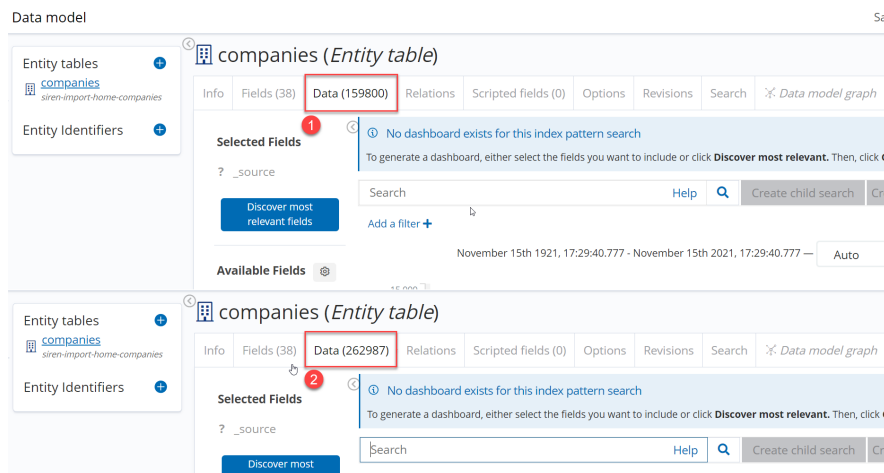 Data model
Entity tables
companies
siren-import-home-companies
Entity Identifiers
companies (Entity table)
Info Fields (38) Data (159800) Relations Scripted fields (0) Options Revisions Search Data model graph
1
Selected Fields
? _source
Discover most
relevant fields
Available Fields
No dashboard exists for this index pattern search
To generate a dashboard, either select the fields you want to include or click Discover most relevant. Then, click
Search Help Create child search
Add a filter +
November 15th 1921, 17:29:40.777 - November 15th 2021, 17:29:40.777 — Auto
Entity tables
companies
siren-import-home-companies
Entity Identifiers
companies (Entity table)
Info Fields (38) Data (262987) Relations Scripted fields (0) Options Revisions Search Data model graph
2
Selected Fields
? _source
Discover most
No dashboard exists for this index pattern search
To generate a dashboard, either select the fields you want to include or click Discover most relevant. Then, click
Search Help Create child search